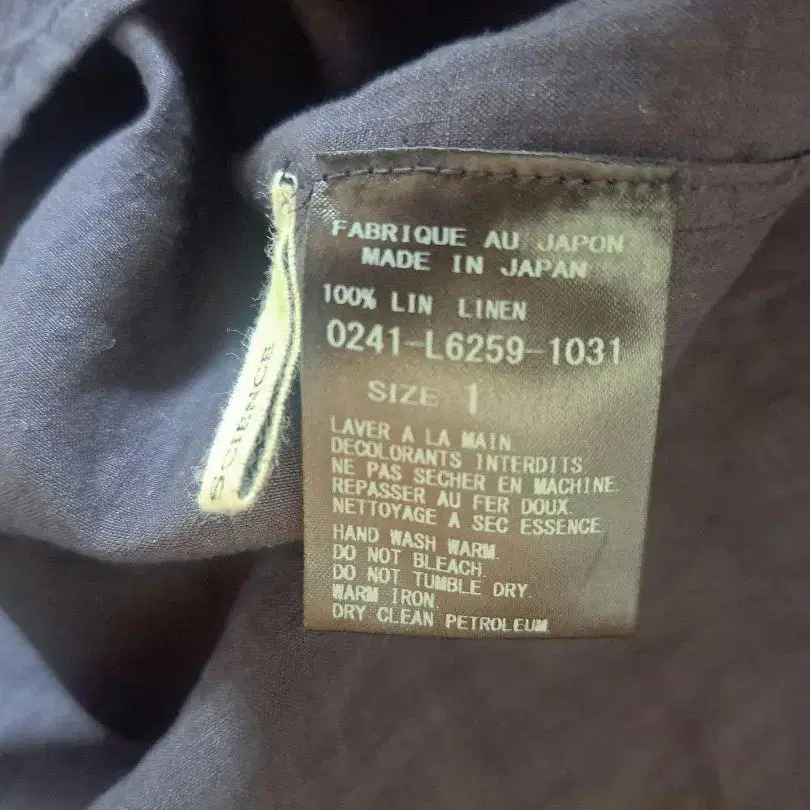 FABRIQUE AU JAPON
MADE IN JAPAN
100% LIN LINEN
0241-L6259-1031
SIZE 1
LAVER A LA MAIN
DECOLORANTS INTERDITS
NE PAS SECHER EN MACHINE.
REPASSER AU FER DOUX.
NETTOYAGE A SEC ESSENCE
HAND WASH WARM.
DO NOT BLEACH.
DO NOT TUMBLE DRY.
WARM IRON.
DRY CLEAN PETROLEUM.
SCIENCE